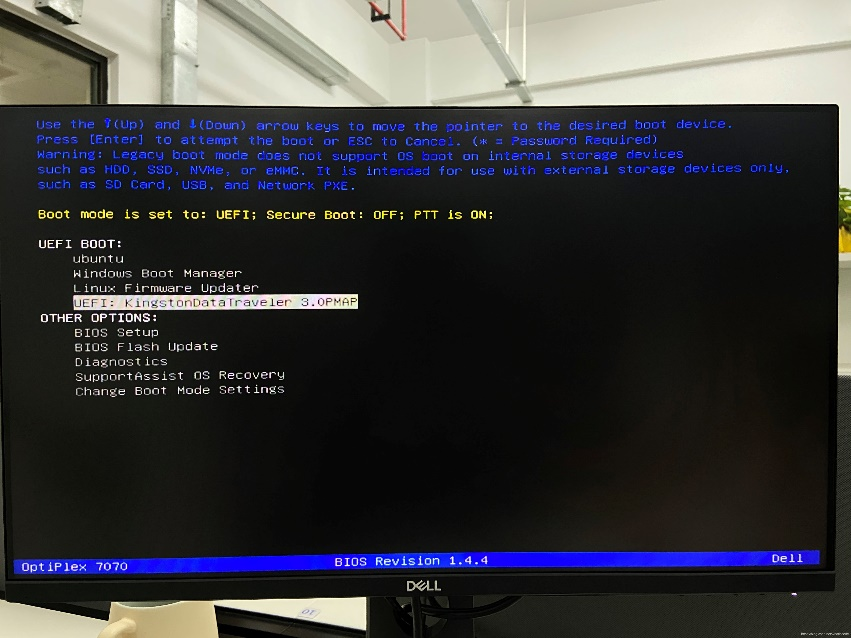 Use the ↑(Up) and ↓(Down) arrow keys to move the pointer to the desired boot device.
Press [Enter] to attempt the boot or ESC to Cancel. (* = Password Required)
Warning: Legacy boot mode does not support OS boot on internal storage devices
such as HDD, SSD, NVMe, or eMMC. It is intended for use with external storage devices only,
such as SD Card, USB, and Network PXE.
Boot mode is set to: UEFI; Secure Boot: OFF; PTT is ON;
UEFI BOOT:
ubuntu
Windows Boot Manager
Linux Firmware Updater
UEFI: KingstonDataTraveler 3.0PMAP
OTHER OPTIONS:
BIOS Setup
BIOS Flash Update
Diagnostics
SupportAssist OS Recovery
Change Boot Mode Settings
OptiPlex 7070 BIOS Revision 1.4.4 Dell
DELL